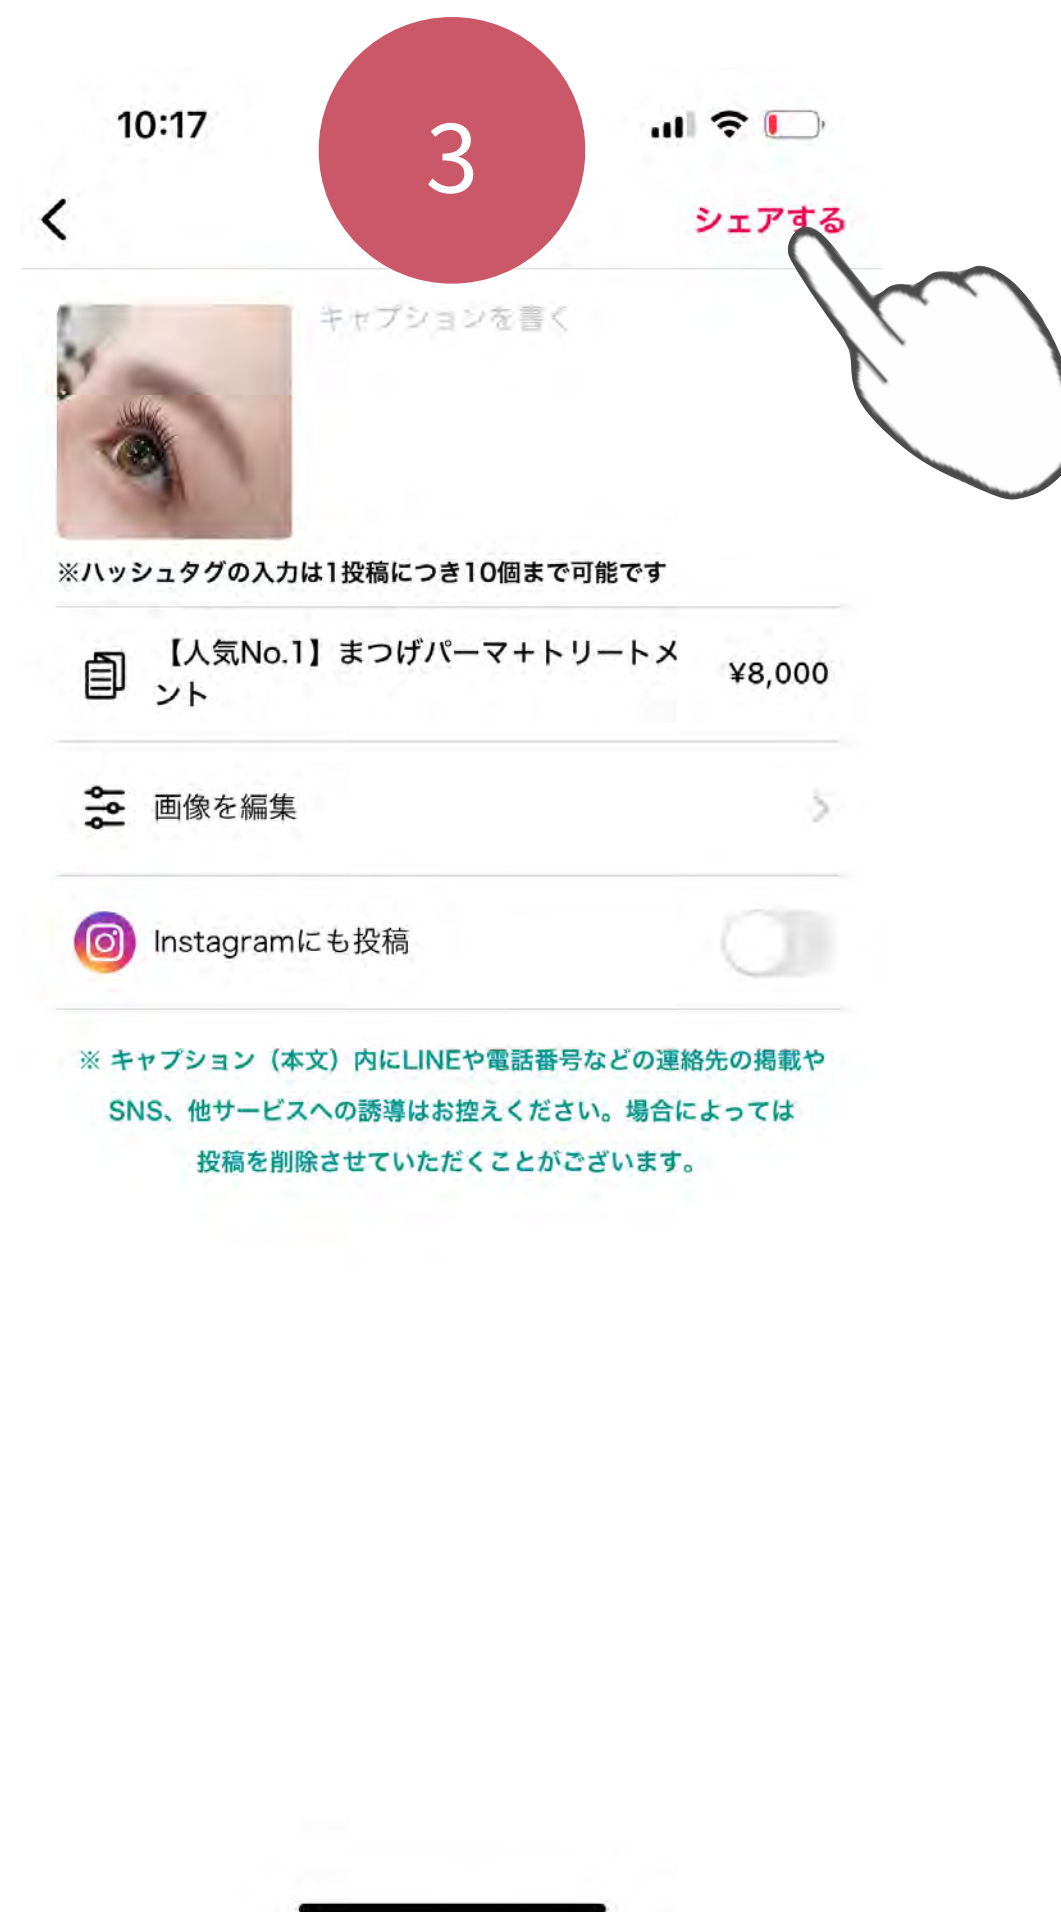 10:17
3
シェアする
キャプションを書く
※ハッシュタグの入力は1投稿につき10個まで可能です
【人気No.1】まつげパーマ+トリートメ
ント
¥8,000
画像を編集
Instagramにも投稿
※ キャプション（本文）内にLINEや電話番号などの連絡先の掲載や
SNS、他サービスへの誘導はお控えください。場合によっては
投稿を削除させていただくことがございます。